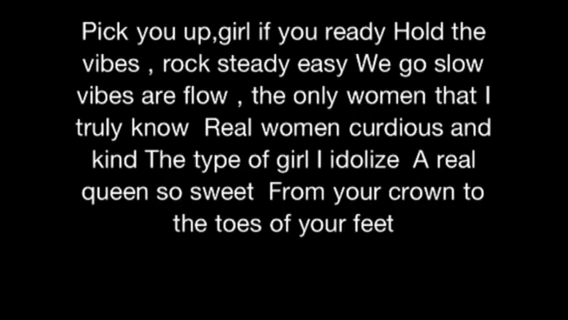 Pick you up,girl if you ready Hold the
vibes , rock steady easy We go slow
vibes are flow , the only women that I
truly know  Real women curdious and
kind The type of girl I idolize  A real
queen so sweet  From your crown to
the toes of your feet